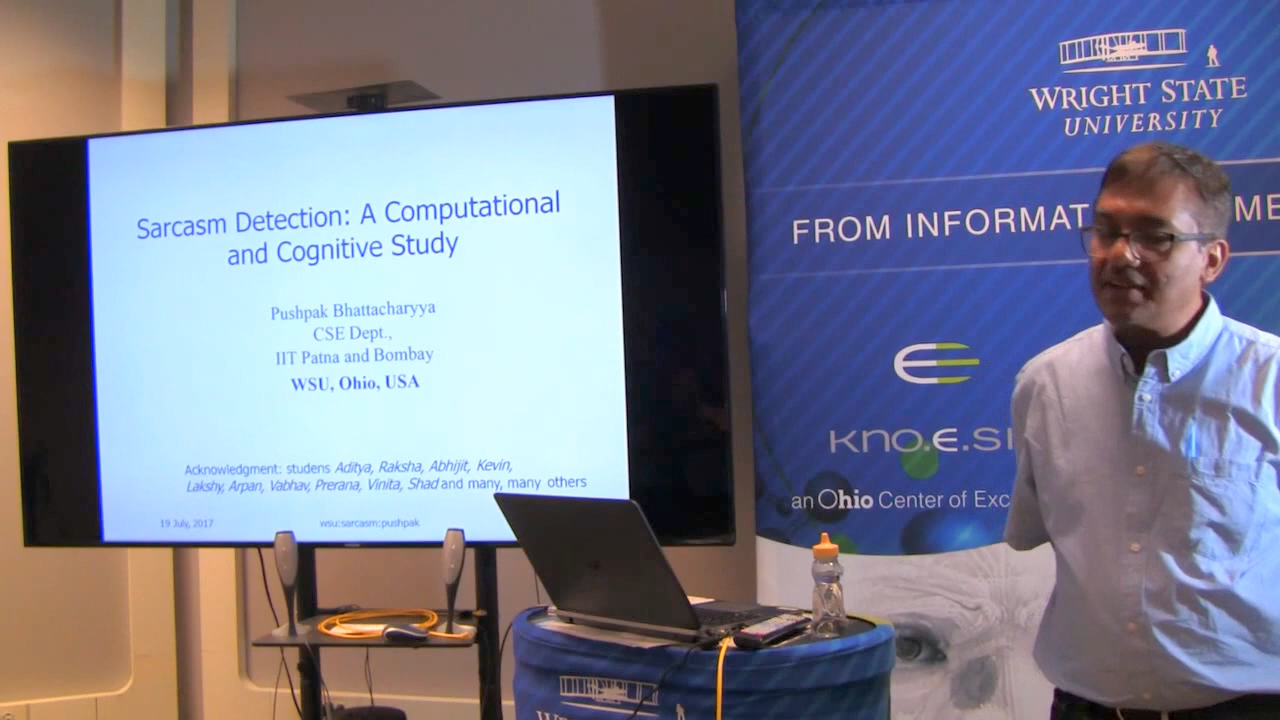 Sarcasm Detection: A Computational
and Cognitive Study
Pushpak Bhattacharyya
CSE Dept.,
IIT Patna and Bombay
WSU, Ohio, USA
Acknowledgment: studens Aditya, Raksha, Abhijit, Kevin,
Lakshy, Arpan, Vabhav, Prerana, Vinita, Shad and many, many others
19 July, 2017
wsu:sarcasm:pushpak
WRIGHT STATE
UNIVERSITY
FROM INFORMAT
KNO.E.S
an Ohio Center of Exc
WRIGHT STATE